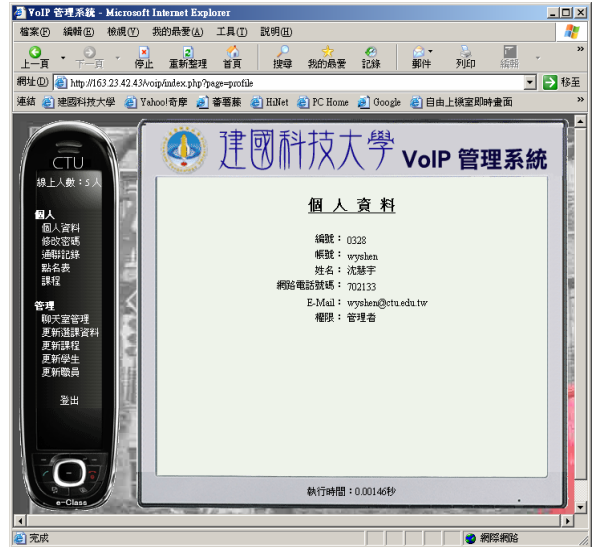 VoIP 管理系統 - Microsoft Internet Explorer
檔案(F) 編輯(E) 檢視(V) 我的最愛(A) 工具(T) 說明(H)
上一頁 下一頁 停止 重新整理 首頁 搜尋 我的最愛 記錄 郵件 列印 編輯 »
網址(D) http://163.23.42.43/voip/index.php?page=profile 移至
連結 建國科技大學 Yahoo!奇摩 蕃薯藤 HiNet PC Home Google 自由上機室即時畫面 »
CTU
線上人數：5人
個人
個人資料
修改密碼
通聯記錄
點名表
課程
管理
聊天室管理
更新選課資料
更新課程
更新學生
更新職員
登出
e-Class
建國科技大學 VoIP 管理系統
個人資料
編號： 0328
帳號： wyshen
姓名： 沈慧宇
網路電話號碼： 702133
E-Mail： wyshen@ctu.edu.tw
權限： 管理者
執行時間：0.00146秒
完成
網際網路